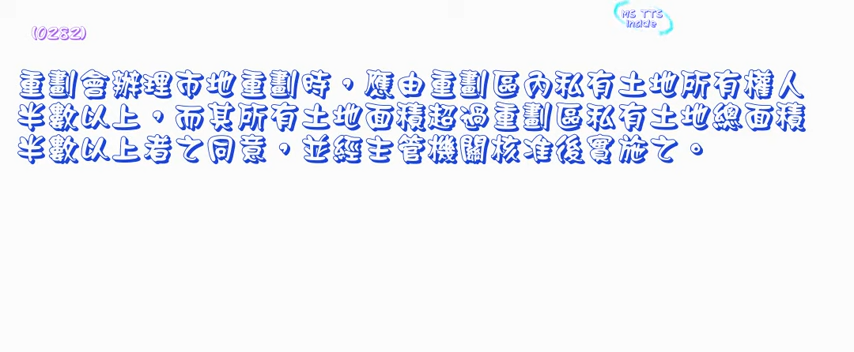 (0282)
MS TTS
Inside
重劃會辦理市地重劃時，應由重劃區內私有土地所有權人
半數以上，而其所有土地面積超過重劃區私有土地總面積
半數以上者之同意，並經主管機關核准後實施之。